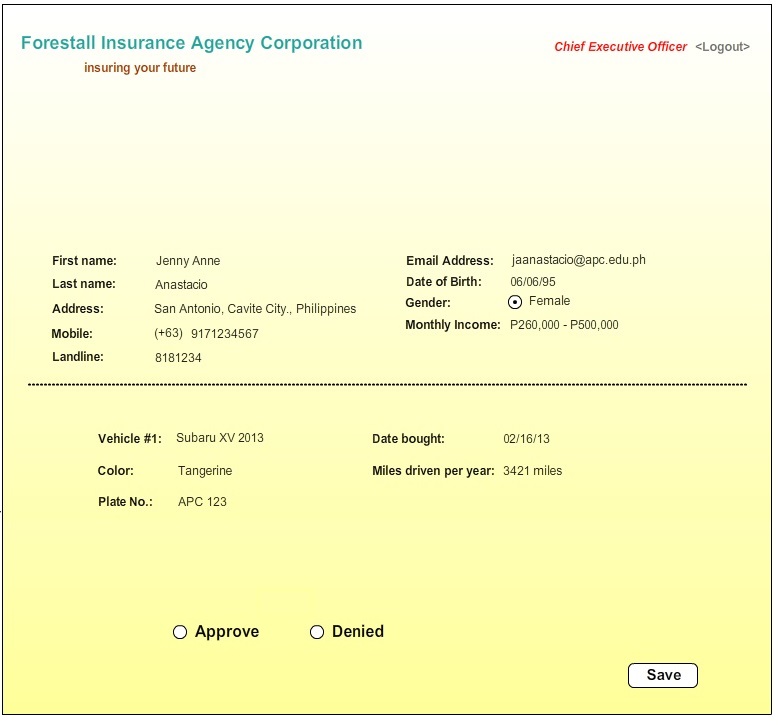 Forestall Insurance Agency Corporation
insuring your future
Chief Executive Officer <Logout>
First name: Jenny Anne
Last name: Anastacio
Address: San Antonio, Cavite City., Philippines
Mobile: (+63) 9171234567
Landline: 8181234
Email Address: jaanastacio@apc.edu.ph
Date of Birth: 06/06/95
Gender: Female
Monthly Income: P260,000 - P500,000
Vehicle #1: Subaru XV 2013
Color: Tangerine
Plate No.: APC 123
Date bought: 02/16/13
Miles driven per year: 3421 miles
Approve Denied
Save